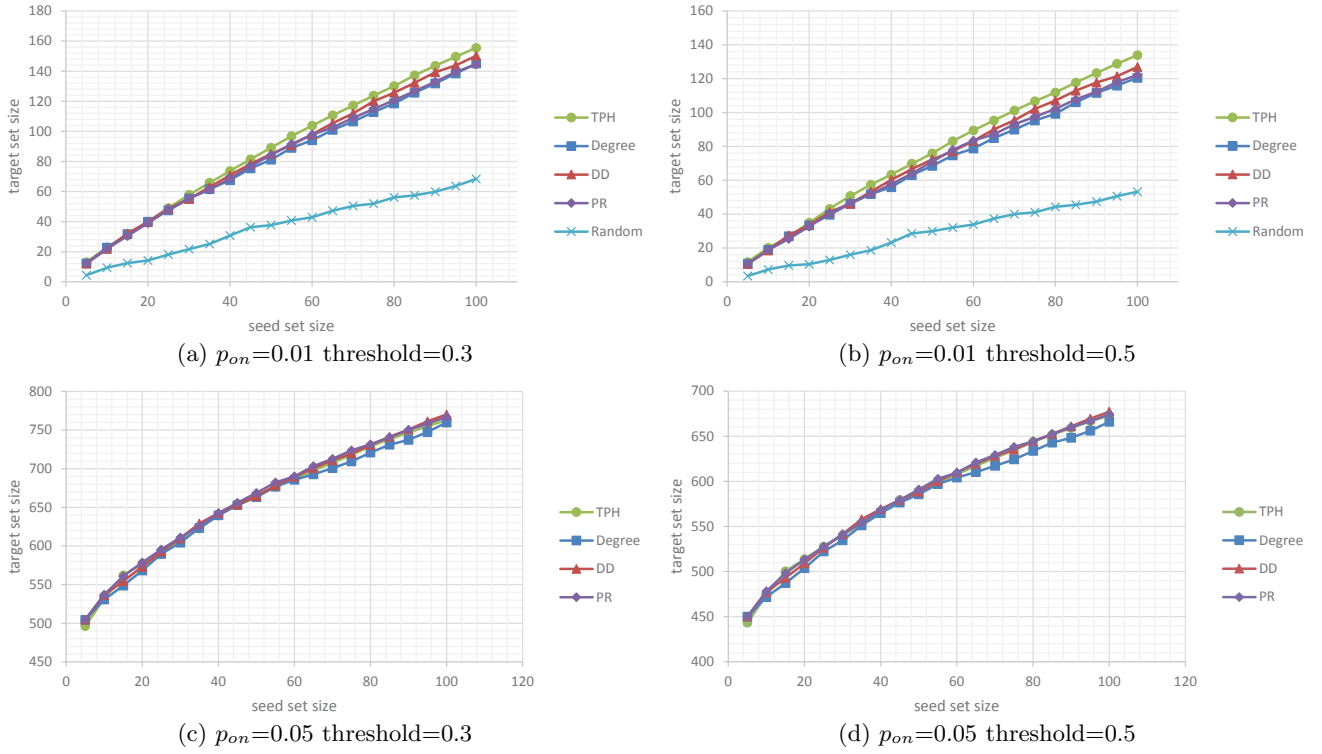 180
160
140
120
100
80
60
40
20
0
target set size
0 20 40 60 80 100
seed set size
TPH
Degree
DD
PR
Random
(a) p_on=0.01 threshold=0.3
160
140
120
100
80
60
40
20
0
target set size
0 20 40 60 80 100
seed set size
TPH
Degree
DD
PR
Random
(b) p_on=0.01 threshold=0.5
800
750
700
650
600
550
500
450
target set size
0 20 40 60 80 100 120
seed set size
TPH
Degree
DD
PR
(c) p_on=0.05 threshold=0.3
700
650
600
550
500
450
400
target set size
0 20 40 60 80 100 120
seed set size
TPH
Degree
DD
PR
(d) p_on=0.05 threshold=0.5